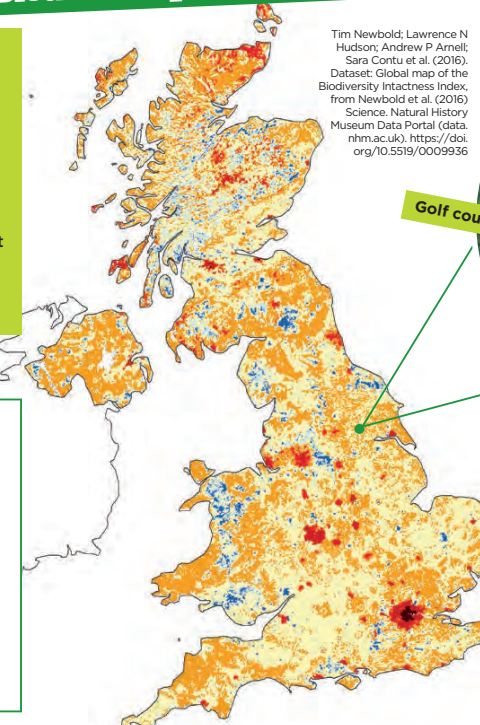 Tim Newbold; Lawrence N
Hudson; Andrew P Arnell;
Sara Contu et al. (2016).
Dataset: Global map of the
Biodiversity Intactness Index,
from Newbold et al. (2016)
Science. Natural History
Museum Data Portal (data.
nhm.ac.uk). https://doi.
org/10.5519/0009936
Golf cou
t